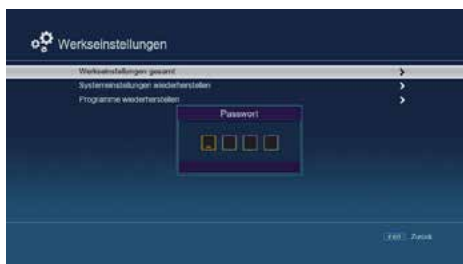 Werkseinstellungen
Werkseinstellungen gesamt
Systemeinstellungen wiederherstellen
Programme wiederherstellen
Passwort
EXIT Zurück